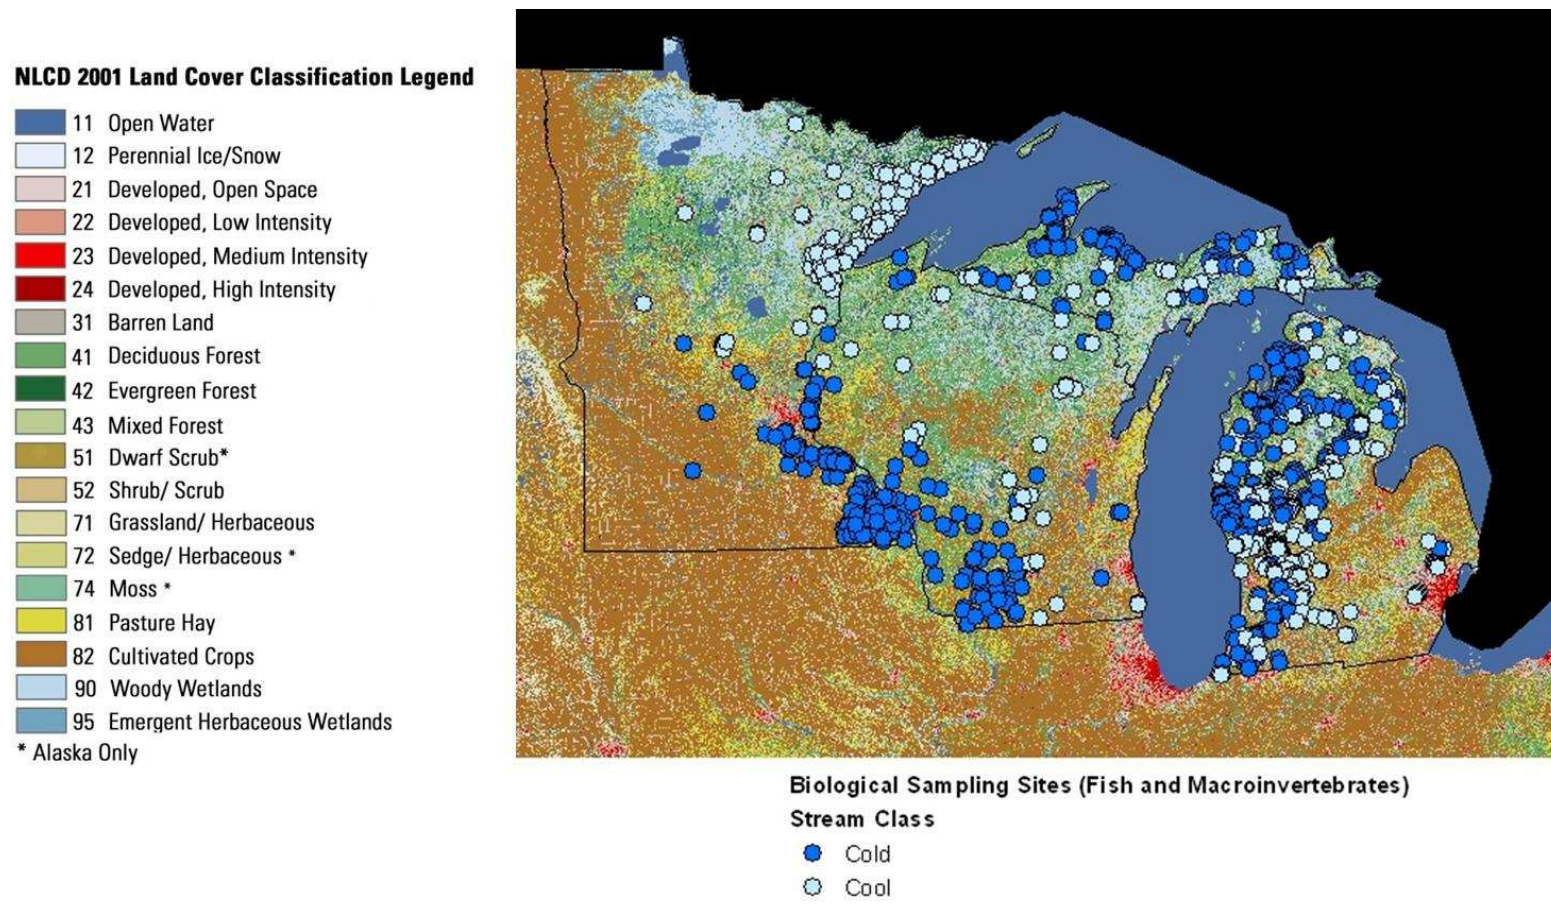 NLCD 2001 Land Cover Classification Legend
11 Open Water
12 Perennial Ice/Snow
21 Developed, Open Space
22 Developed, Low Intensity
23 Developed, Medium Intensity
24 Developed, High Intensity
31 Barren Land
41 Deciduous Forest
42 Evergreen Forest
43 Mixed Forest
51 Dwarf Scrub*
52 Shrub/ Scrub
71 Grassland/ Herbaceous
72 Sedge/ Herbaceous *
74 Moss *
81 Pasture Hay
82 Cultivated Crops
90 Woody Wetlands
95 Emergent Herbaceous Wetlands
* Alaska Only
Biological Sampling Sites (Fish and Macroinvertebrates)
Stream Class
Cold
Cool